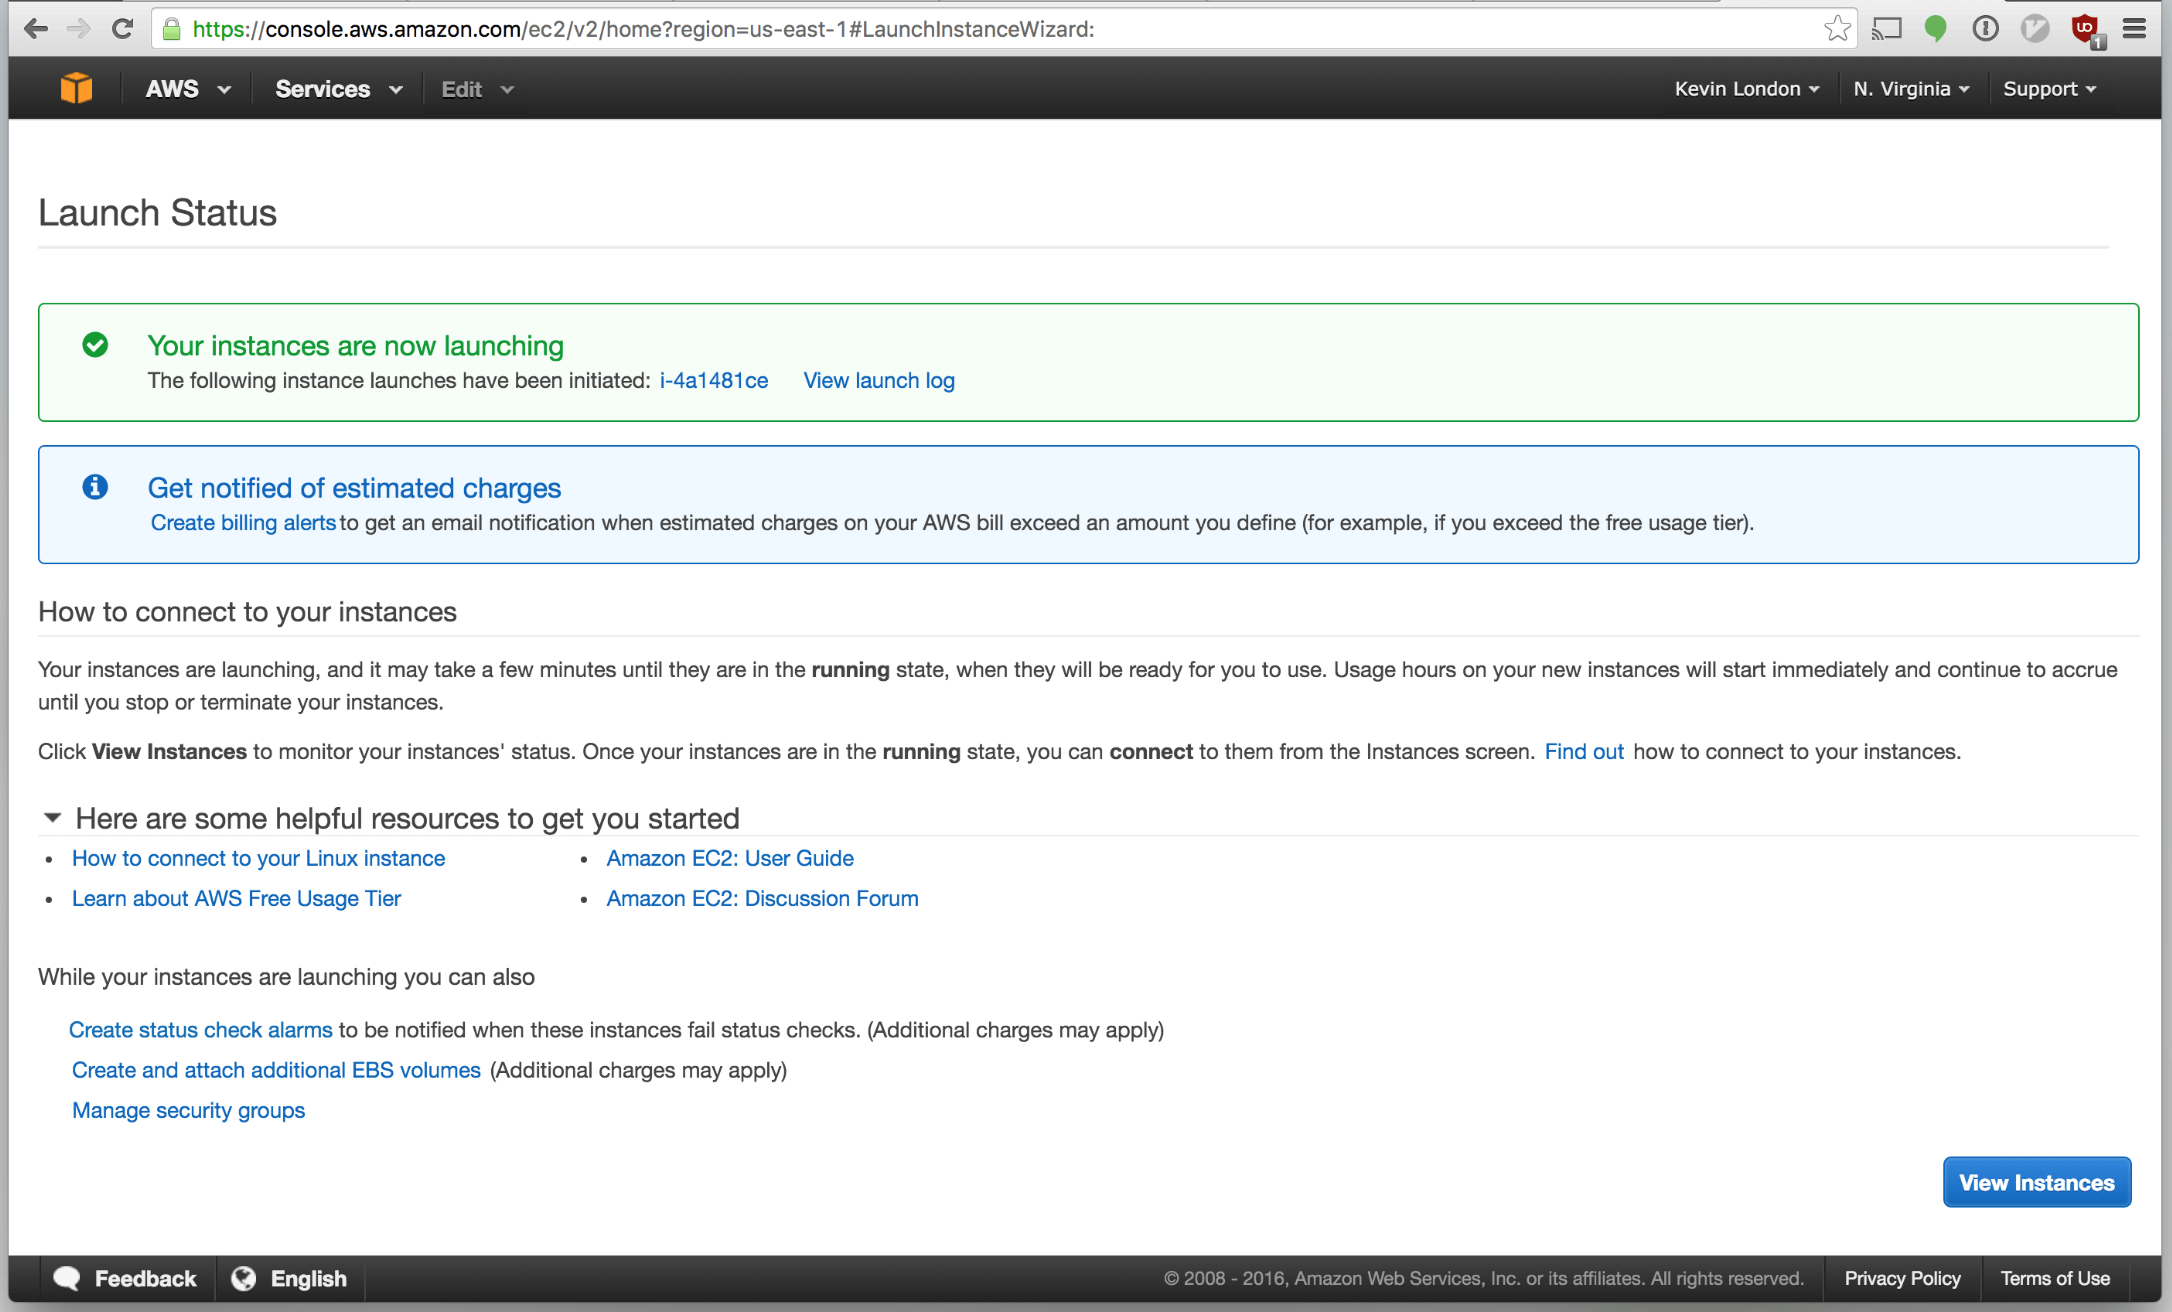 https://console.aws.amazon.com/ec2/v2/home?region=us-east-1#LaunchInstanceWizard:
1
AWS Services Edit Kevin London N. Virginia Support
Launch Status
Your instances are now launching
The following instance launches have been initiated: i-4a1481ce View launch log
Get notified of estimated charges
Create billing alerts to get an email notification when estimated charges on your AWS bill exceed an amount you define (for example, if you exceed the free usage tier).
How to connect to your instances
Your instances are launching, and it may take a few minutes until they are in the running state, when they will be ready for you to use. Usage hours on your new instances will start immediately and continue to accrue
until you stop or terminate your instances.
Click View Instances to monitor your instances' status. Once your instances are in the running state, you can connect to them from the Instances screen. Find out how to connect to your instances.
Here are some helpful resources to get you started
• How to connect to your Linux instance • Amazon EC2: User Guide
• Learn about AWS Free Usage Tier • Amazon EC2: Discussion Forum
While your instances are launching you can also
Create status check alarms to be notified when these instances fail status checks. (Additional charges may apply)
Create and attach additional EBS volumes (Additional charges may apply)
Manage security groups
View Instances
Feedback English © 2008 - 2016, Amazon Web Services, Inc. or its affiliates. All rights reserved. Privacy Policy Terms of Use